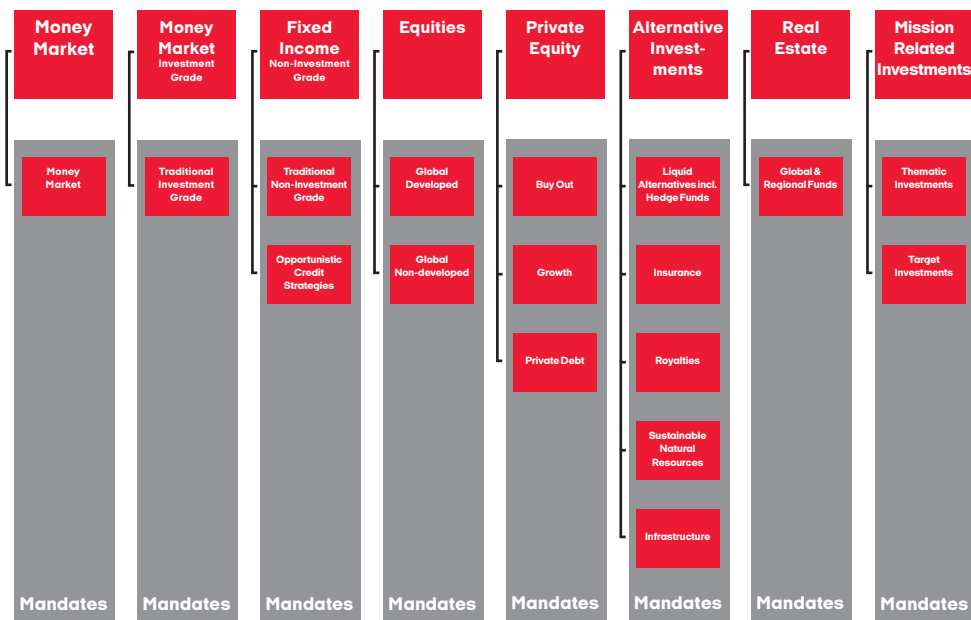 Money
Market
Money
Market
Investment
Grade
Fixed
Income
Non-Investment
Grade
Equities
Private
Equity
Alternative
Invest-
ments
Real
Estate
Mission
Related
Investments
Money
Market
Traditional
Investment
Grade
Traditional
Non-Investment
Grade
Global
Developed
Buy Out
Liquid
Alternatives incl.
Hedge Funds
Global &
Regional Funds
Thematic
Investments
Opportunistic
Credit
Strategies
Global
Non-developed
Growth
Insurance
Target
Investments
Private Debt
Royalties
Sustainable
Natural
Resources
Infrastructure
Mandates
Mandates
Mandates
Mandates
Mandates
Mandates
Mandates
Mandates